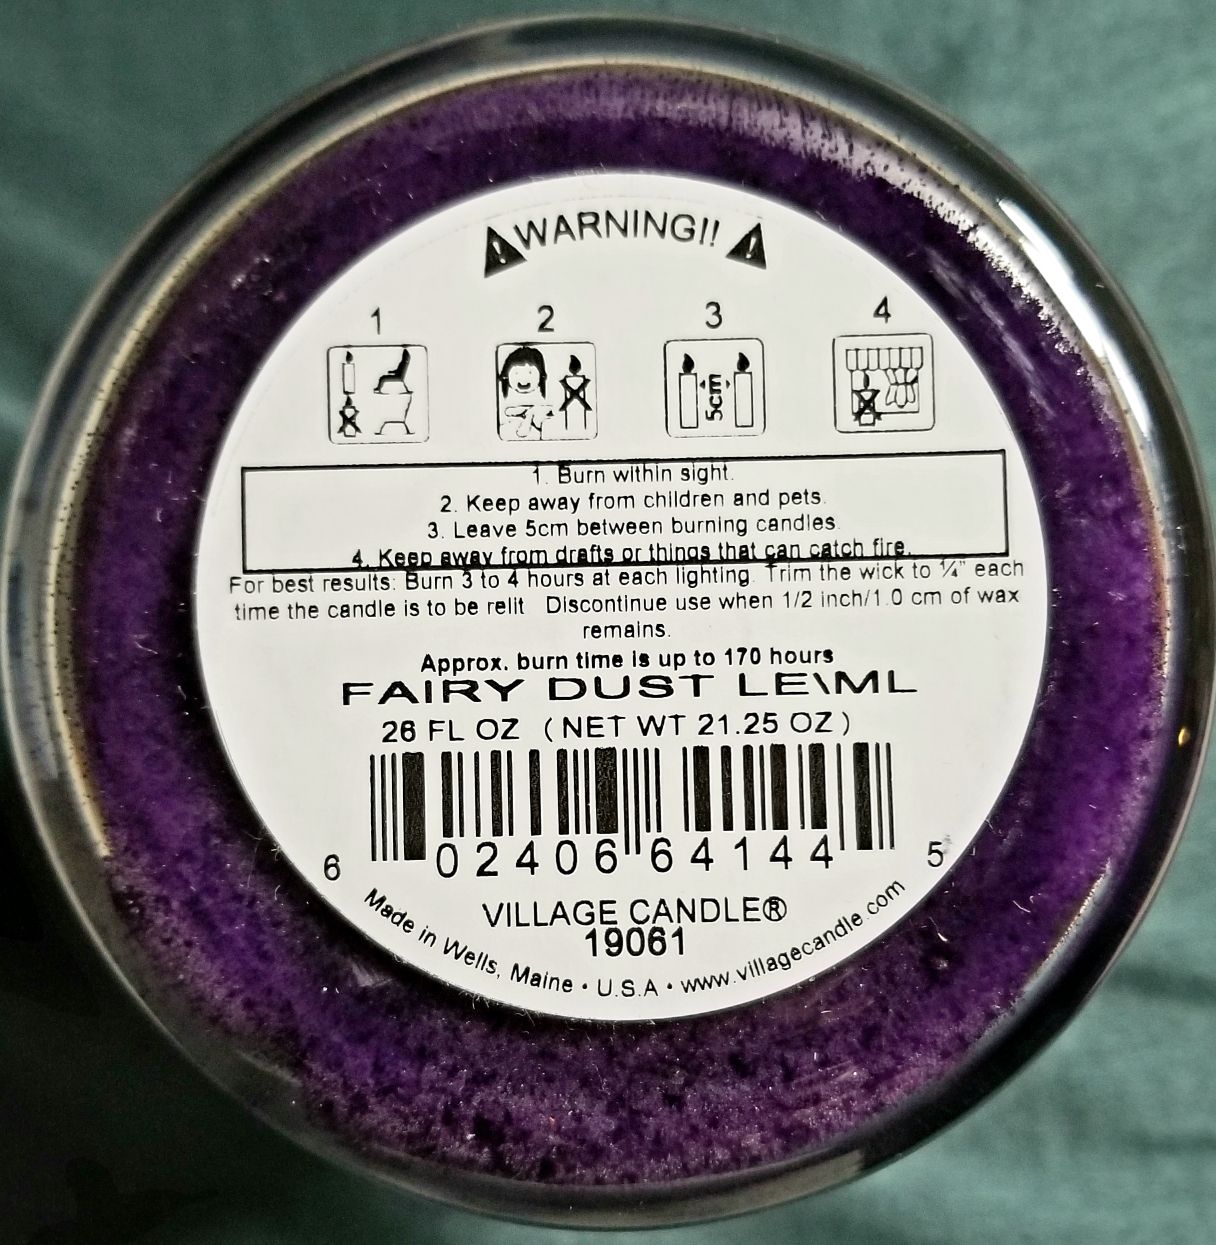 WARNING!!
1 2 3 4
5cm
1. Burn within sight.
2. Keep away from children and pets.
3. Leave 5cm between burning candles.
4. Keep away from drafts or things that can catch fire.
For best results: Burn 3 to 4 hours at each lighting. Trim the wick to ¼" each
time the candle is to be relit Discontinue use when 1/2 inch/1.0 cm of wax
remains.
Approx. burn time is up to 170 hours
FAIRY DUST LE\ML
26 FL OZ (NET WT 21.25 OZ)
6 02406 64144 5
VILLAGE CANDLE®
19061
Made in Wells, Maine • U.S.A • www.villagecandle.com